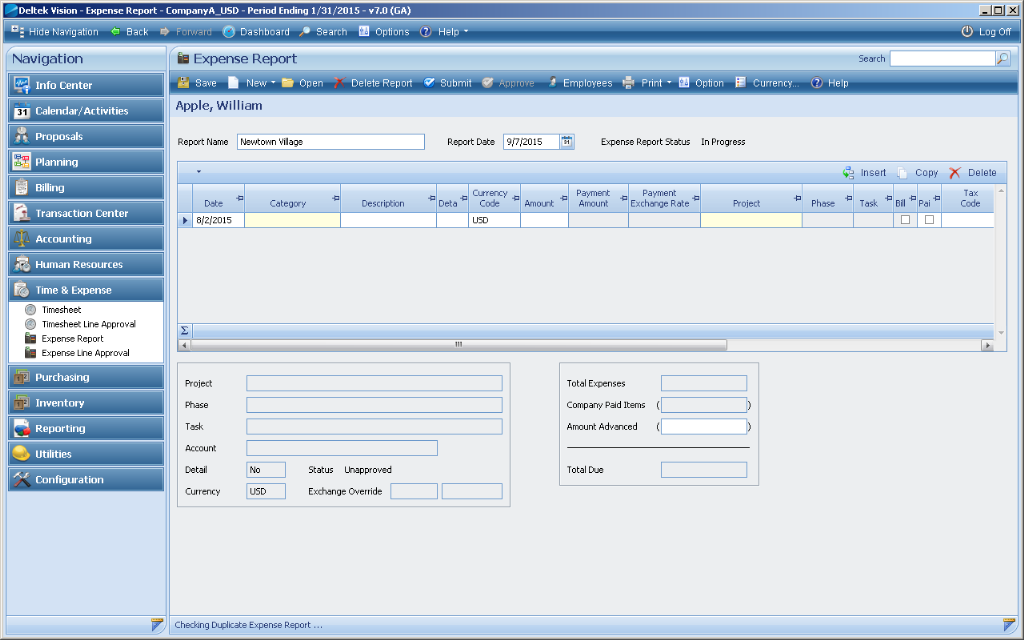 Deltek Vision - Expense Report - CompanyA_USD - Period Ending 1/31/2015 - v7.0 (GA)
Hide Navigation Back Forward Dashboard Search Options Help Log Off
Navigation
Info Center
31 Calendar/Activities
Proposals
Planning
Billing
Transaction Center
Accounting
Human Resources
Time & Expense
Timesheet
Timesheet Line Approval
Expense Report
Expense Line Approval
Purchasing
Inventory
Reporting
Utilities
Configuration
Expense Report Search
Save New Open Delete Report Submit Approve Employees Print Option Currency... Help
Apple, William
Report Name Newtown Village Report Date 9/7/2015 Expense Report Status In Progress
Insert Copy Delete
Date Category Description Deta Currency Code Amount Payment Amount Payment Exchange Rate Project Phase Task Bill Pai Tax Code
8/2/2015 USD
Σ
Project
Phase
Task
Account
Detail No Status Unapproved
Currency USD Exchange Override
Total Expenses
Company Paid Items ( )
Amount Advanced ( )
Total Due
Checking Duplicate Expense Report ...